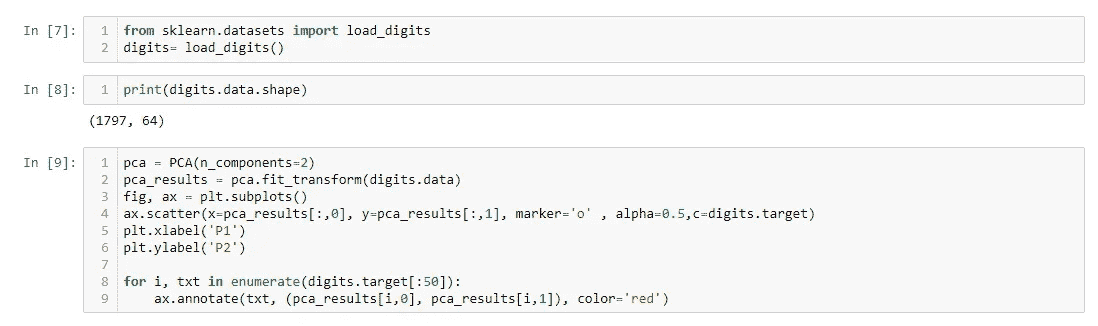 In [7]: 1 from sklearn.datasets import load_digits
2 digits= load_digits()
In [8]: 1 print(digits.data.shape)
(1797, 64)
In [9]: 1 pca = PCA(n_components=2)
2 pca_results = pca.fit_transform(digits.data)
3 fig, ax = plt.subplots()
4 ax.scatter(x=pca_results[:,0], y=pca_results[:,1], marker='o' , alpha=0.5,c=digits.target)
5 plt.xlabel('P1')
6 plt.ylabel('P2')
7
8 for i, txt in enumerate(digits.target[:50]):
9     ax.annotate(txt, (pca_results[i,0], pca_results[i,1]), color='red')